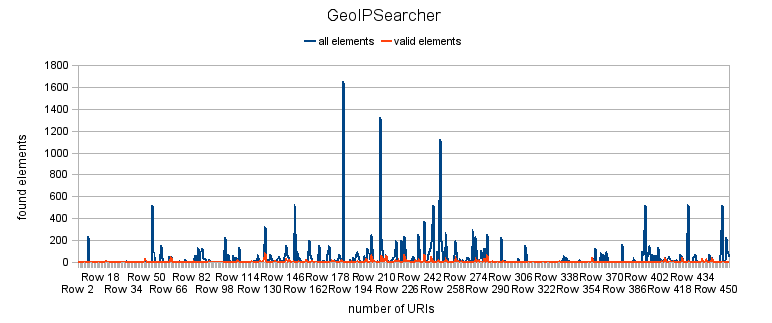 GeoIPSearcher
all elements valid elements
1800
1600
1400
1200
1000
800
600
400
200
0
found elements
Row 18 Row 50 Row 82 Row 114 Row 146 Row 178 Row 210 Row 242 Row 274 Row 306 Row 338 Row 370 Row 402 Row 434
Row 2 Row 34 Row 66 Row 98 Row 130 Row 162 Row 194 Row 226 Row 258 Row 290 Row 322 Row 354 Row 386 Row 418 Row 450
number of URIs